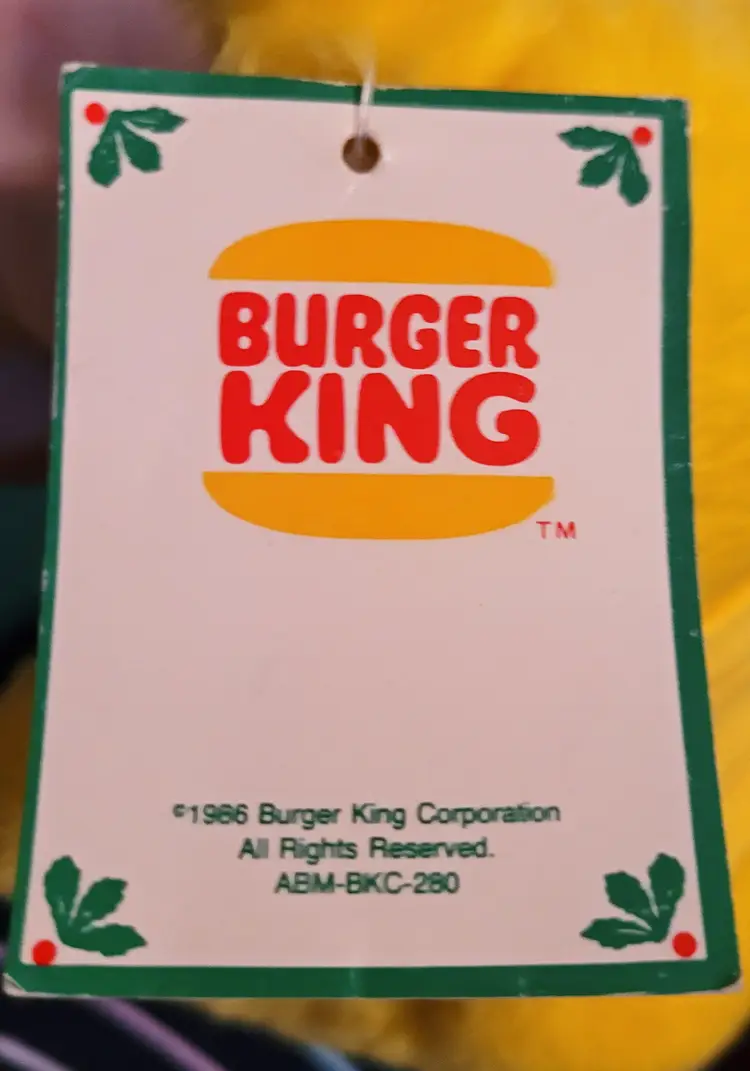 BURGER
KING
TM
©1986 Burger King Corporation
All Rights Reserved.
ABM-BKC-280